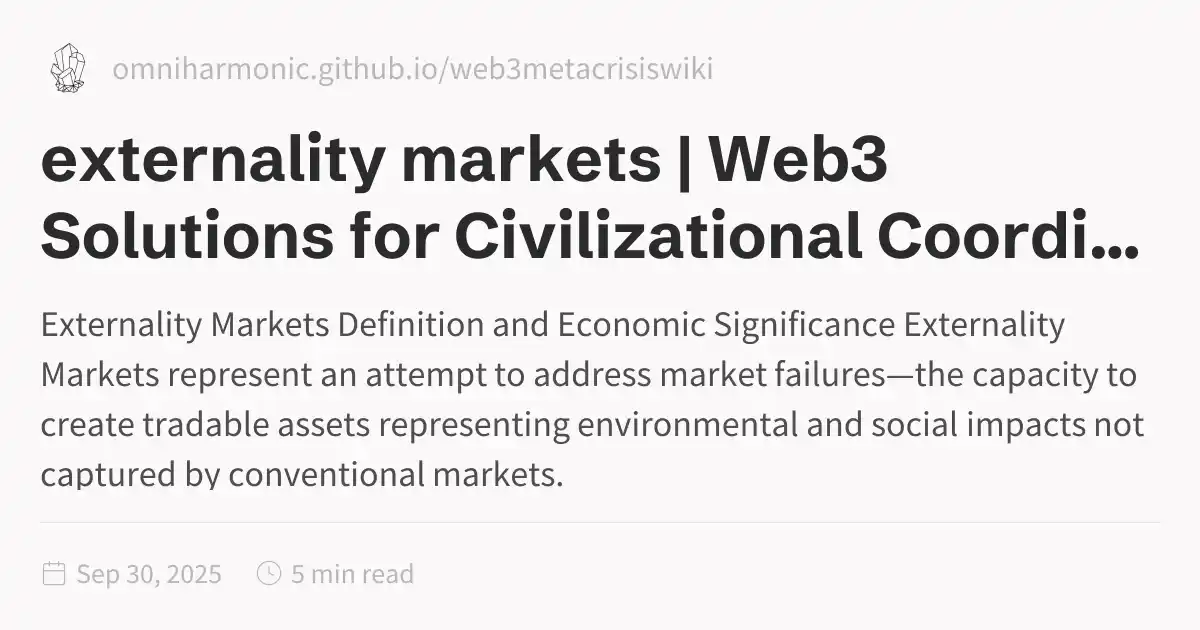 omniharmonic.github.io/web3metacrisiswiki
externality markets | Web3
Solutions for Civilizational Coordi...
Externality Markets Definition and Economic Significance Externality
Markets represent an attempt to address market failures—the capacity to
create tradable assets representing environmental and social impacts not
captured by conventional markets.
Sep 30, 2025 5 min read